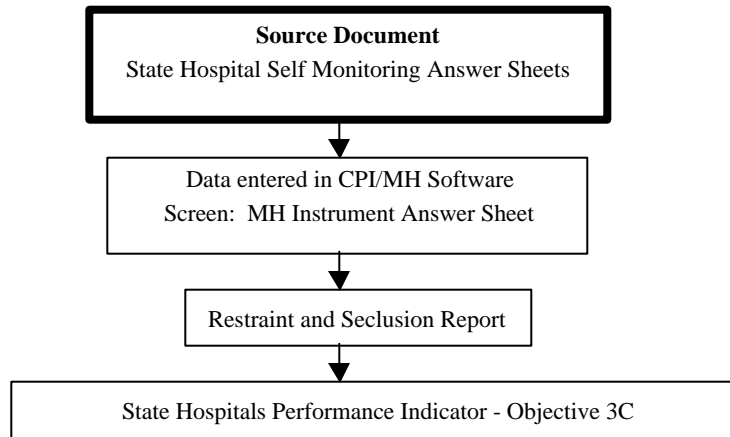 Source Document
State Hospital Self Monitoring Answer Sheets
Data entered in CPI/MH Software
Screen:  MH Instrument Answer Sheet
Restraint and Seclusion Report
State Hospitals Performance Indicator - Objective 3C